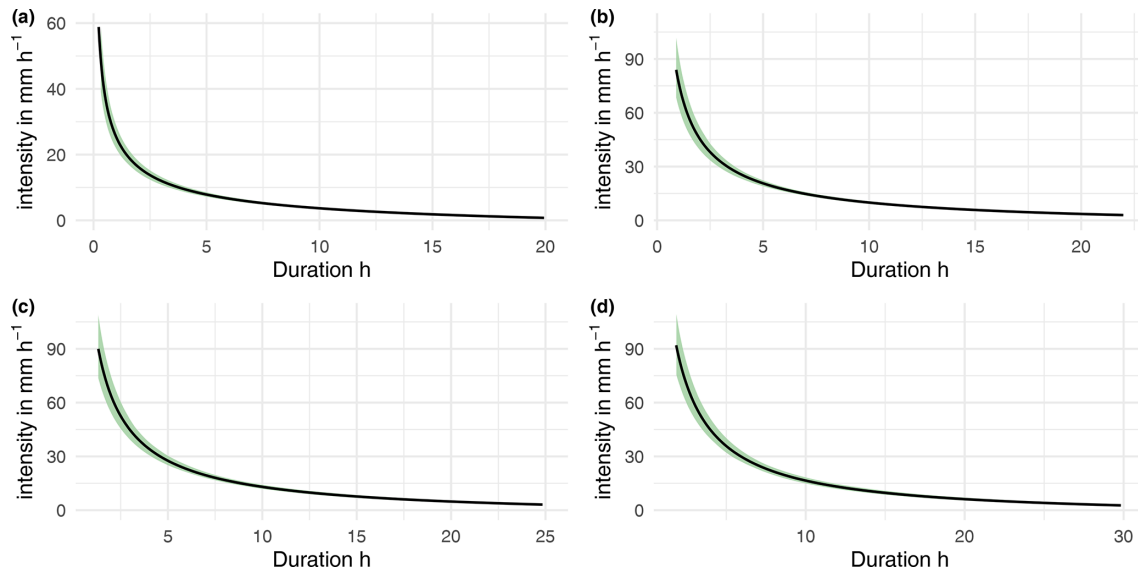 (a)
60
40
20
0
intensity in mm h⁻¹
0 5 10 15 20
Duration h
(b)
90
60
30
0
intensity in mm h⁻¹
0 5 10 15 20
Duration h
(c)
90
60
30
0
intensity in mm h⁻¹
5 10 15 20 25
Duration h
(d)
90
60
30
0
intensity in mm h⁻¹
10 20 30
Duration h